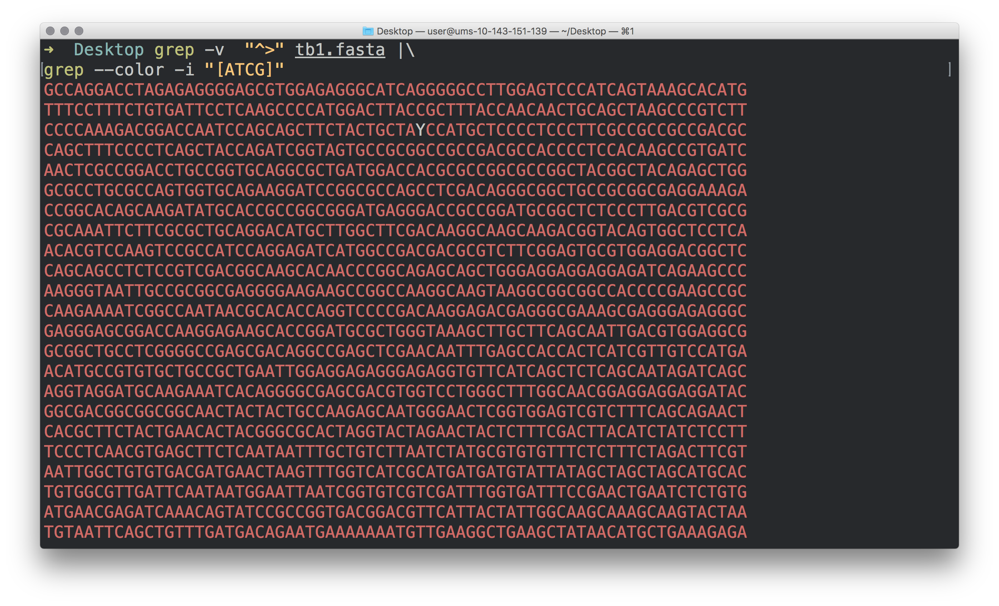 Desktop — user@ums-10-143-151-139 — ~/Desktop — ⌘1
➜  Desktop grep -v  "^>" tb1.fasta |\
grep --color -i "[ATCG]"
GCCAGGACCTAGAGAGGGGAGCGTGGAGAGGGCATCAGGGGGCCTTGGAGTCCCATCAGTAAAGCACATG
TTTCCTTTCTGTGATTCCTCAAGCCCCATGGACTTACCGCTTTACCAACAACTGCAGCTAAGCCCGTCTT
CCCCAAAGACGGACCAATCCAGCAGCTTCTACTGCTAYCCATGCTCCCCTCCCTTCGCCGCCGCCGACGC
CAGCTTTCCCCTCAGCTACCAGATCGGTAGTGCCGCGGCCGCCGACGCCACCCCTCCACAAGCCGTGATC
AACTCGCCGGACCTGCCGGTGCAGGCGCTGATGGACCACGCGCCGGCGCCGGCTACGGCTACAGAGCTGG
GCGCCTGCGCCAGTGGTGCAGAAGGATCCGGCGCCAGCCTCGACAGGGCGGCTGCCGCGGCGAGGAAAGA
CCGGCACAGCAAGATATGCACCGCCGGCGGGATGAGGGACCGCCGGATGCGGCTCTCCCTTGACGTCGCG
CGCAAATTCTTCGCGCTGCAGGACATGCTTGGCTTCGACAAGGCAAGCAAGACGGTACAGTGGCTCCTCA
ACACGTCCAAGTCCGCCATCCAGGAGATCATGGCCGACGACGCGTCTTCGGAGTGCGTGGAGGACGGCTC
CAGCAGCCTCTCCGTCGACGGCAAGCACAACCCGGCAGAGCAGCTGGGAGGAGGAGGAGATCAGAAGCCC
AAGGGTAATTGCCGCGGCGAGGGGAAGAAGCCGGCCAAGGCAAGTAAGGCGGCGGCCACCCCGAAGCCGC
CAAGAAAATCGGCCAATAACGCACACCAGGTCCCCGACAAGGAGACGAGGGCGAAAGCGAGGGAGAGGGC
GAGGGAGCGGACCAAGGAGAAGCACCGGATGCGCTGGGTAAAGCTTGCTTCAGCAATTGACGTGGAGGCG
GCGGCTGCCTCGGGGCCGAGCGACAGGCCGAGCTCGAACAATTTGAGCCACCACTCATCGTTGTCCATGA
ACATGCCGTGTGCTGCCGCTGAATTGGAGGAGAGGGAGAGGTGTTCATCAGCTCTCAGCAATAGATCAGC
AGGTAGGATGCAAGAAATCACAGGGGCGAGCGACGTGGTCCTGGGCTTTGGCAACGGAGGAGGAGGATAC
GGCGACGGCGGCGGCAACTACTACTGCCAAGAGCAATGGGAACTCGGTGGAGTCGTCTTTCAGCAGAACT
CACGCTTCTACTGAACACTACGGGCGCACTAGGTACTAGAACTACTCTTTCGACTTACATCTATCTCCTT
TCCCTCAACGTGAGCTTCTCAATAATTTGCTGTCTTAATCTATGCGTGTGTTTCTCTTTCTAGACTTCGT
AATTGGCTGTGTGACGATGAACTAAGTTTGGTCATCGCATGATGATGTATTATAGCTAGCTAGCATGCAC
TGTGGCGTTGATTCAATAATGGAATTAATCGGTGTCGTCGATTTGGTGATTTCCGAACTGAATCTCTGTG
ATGAACGAGATCAAACAGTATCCGCCGGTGACGGACGTTCATTACTATTGGCAAGCAAAGCAAGTACTAA
TGTAATTCAGCTGTTTGATGACAGAATGAAAAAAATGTTGAAGGCTGAAGCTATAACATGCTGAAAGAGA